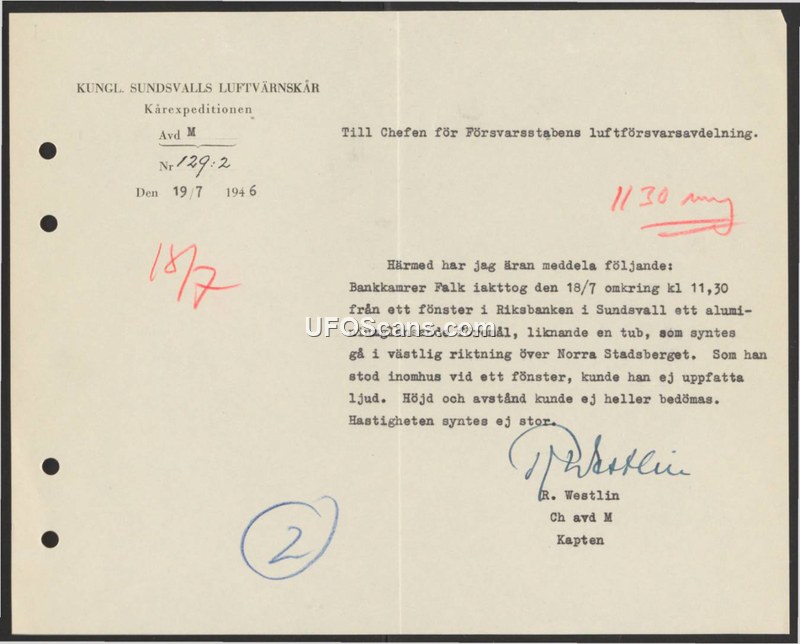 KUNGL. SUNDSVALLS LUFTVÄRNSKÅR
Kårexpeditionen
Avd M
Nr 129:2
Den 19/7 1946
Till Chefen för Försvarsstabens luftförsvarsavdelning.
1130
18/7
Härmed har jag äran meddela följande:
Bankkamrer Falk iakttog den 18/7 omkring kl 11,30
från ett fönster i Riksbanken i Sundsvall ett alumi-
föremål, liknande en tub, som syntes
UFOScans.com
gå i västlig riktning över Norra Stadsberget. Som han
stod inomhus vid ett fönster, kunde han ej uppfatta
ljud. Höjd och avstånd kunde ej heller bedömas.
Hastigheten syntes ej stor.
R Westlin
R. Westlin
Ch avd M
Kapten
2